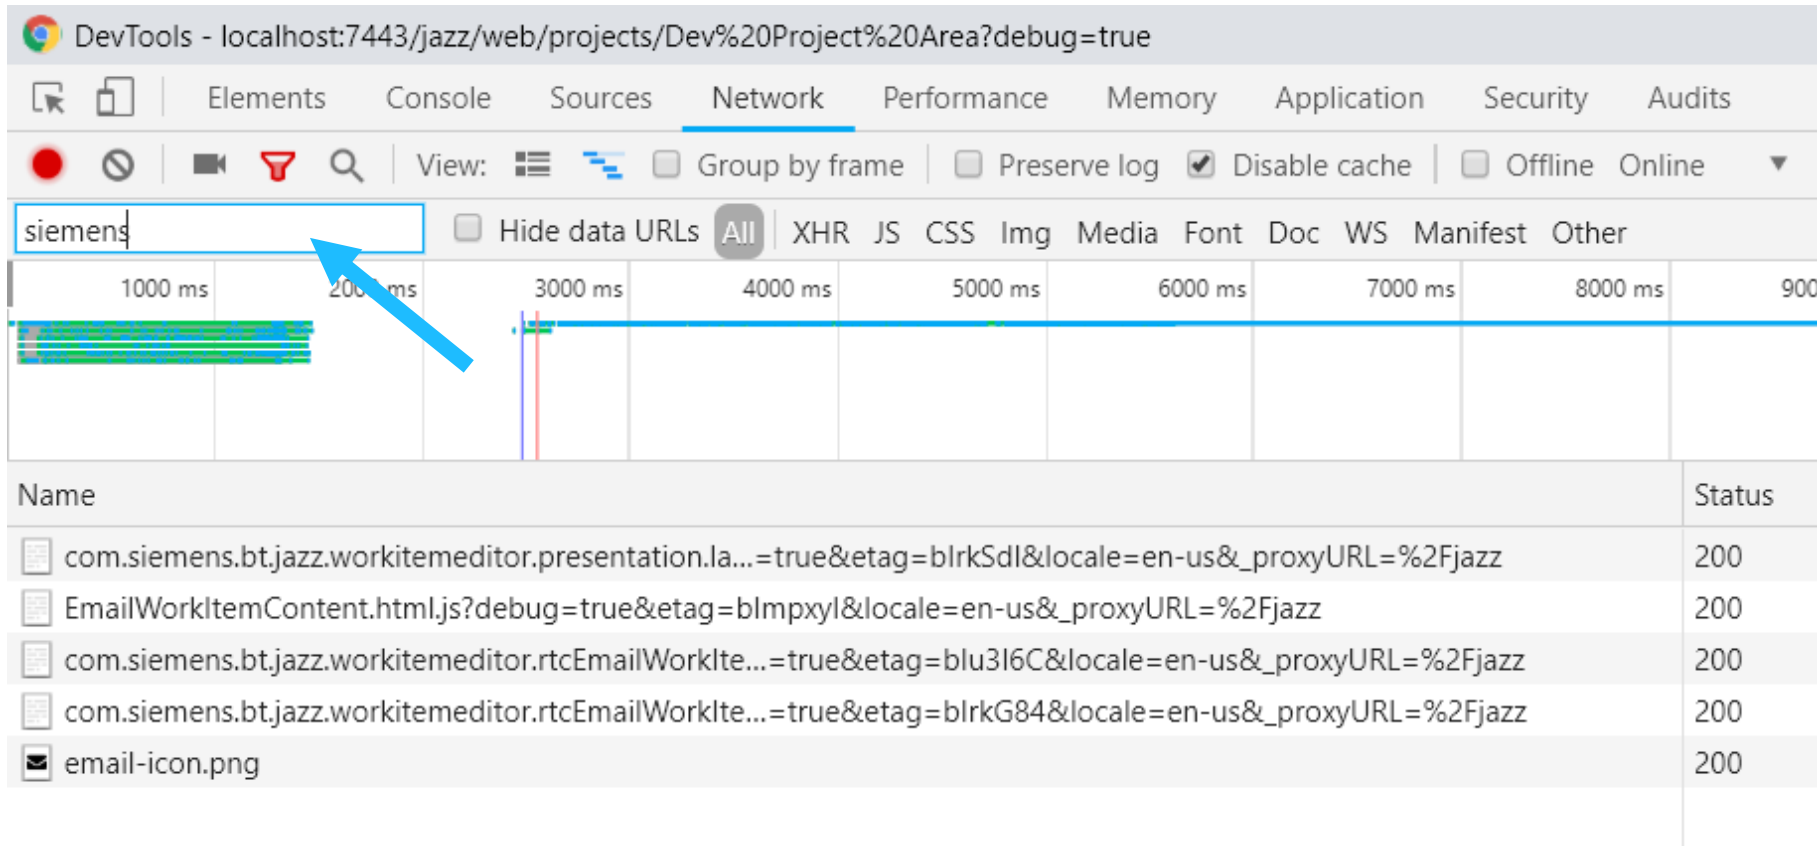 DevTools - localhost:7443/jazz/web/projects/Dev%20Project%20Area?debug=true
Elements Console Sources Network Performance Memory Application Security Audits
View: Group by frame Preserve log Disable cache Offline Online
siemens Hide data URLs All XHR JS CSS Img Media Font Doc WS Manifest Other
1000 ms 2000 ms 3000 ms 4000 ms 5000 ms 6000 ms 7000 ms 8000 ms 900
Name Status
com.siemens.bt.jazz.workitemeditor.presentation.la...=true&etag=blrkSdI&locale=en-us&_proxyURL=%2Fjazz 200
EmailWorkItemContent.html.js?debug=true&etag=blmpxyI&locale=en-us&_proxyURL=%2Fjazz 200
com.siemens.bt.jazz.workitemeditor.rtcEmailWorkIte...=true&etag=blu3I6C&locale=en-us&_proxyURL=%2Fjazz 200
com.siemens.bt.jazz.workitemeditor.rtcEmailWorkIte...=true&etag=blrkG84&locale=en-us&_proxyURL=%2Fjazz 200
email-icon.png 200